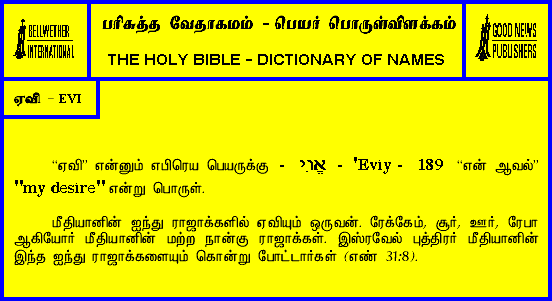 BELLWETHER
INTERNATIONAL
பரிசுத்த வேதாகமம் - பெயர் பொருள்விளக்கம்
THE HOLY BIBLE - DICTIONARY OF NAMES
GOOD NEWS
PUBLISHERS
ஏவி - EVI
“ஏவி” என்னும் எபிரெய பெயருக்கு - אֱוִי - 'Eviy - 189 “என் ஆவல்”
"my desire" என்று பொருள்.
மீதியானின் ஐந்து ராஜாக்களில் ஏவியும் ஒருவன். ரேக்கேம், சூர், ஊர், ரேபா
ஆகியோர் மீதியானின் மற்ற நான்கு ராஜாக்கள். இஸ்ரவேல் புத்திரர் மீதியானின்
இந்த ஐந்து ராஜாக்களையும் கொன்று போட்டார்கள் (எண் 31:8).